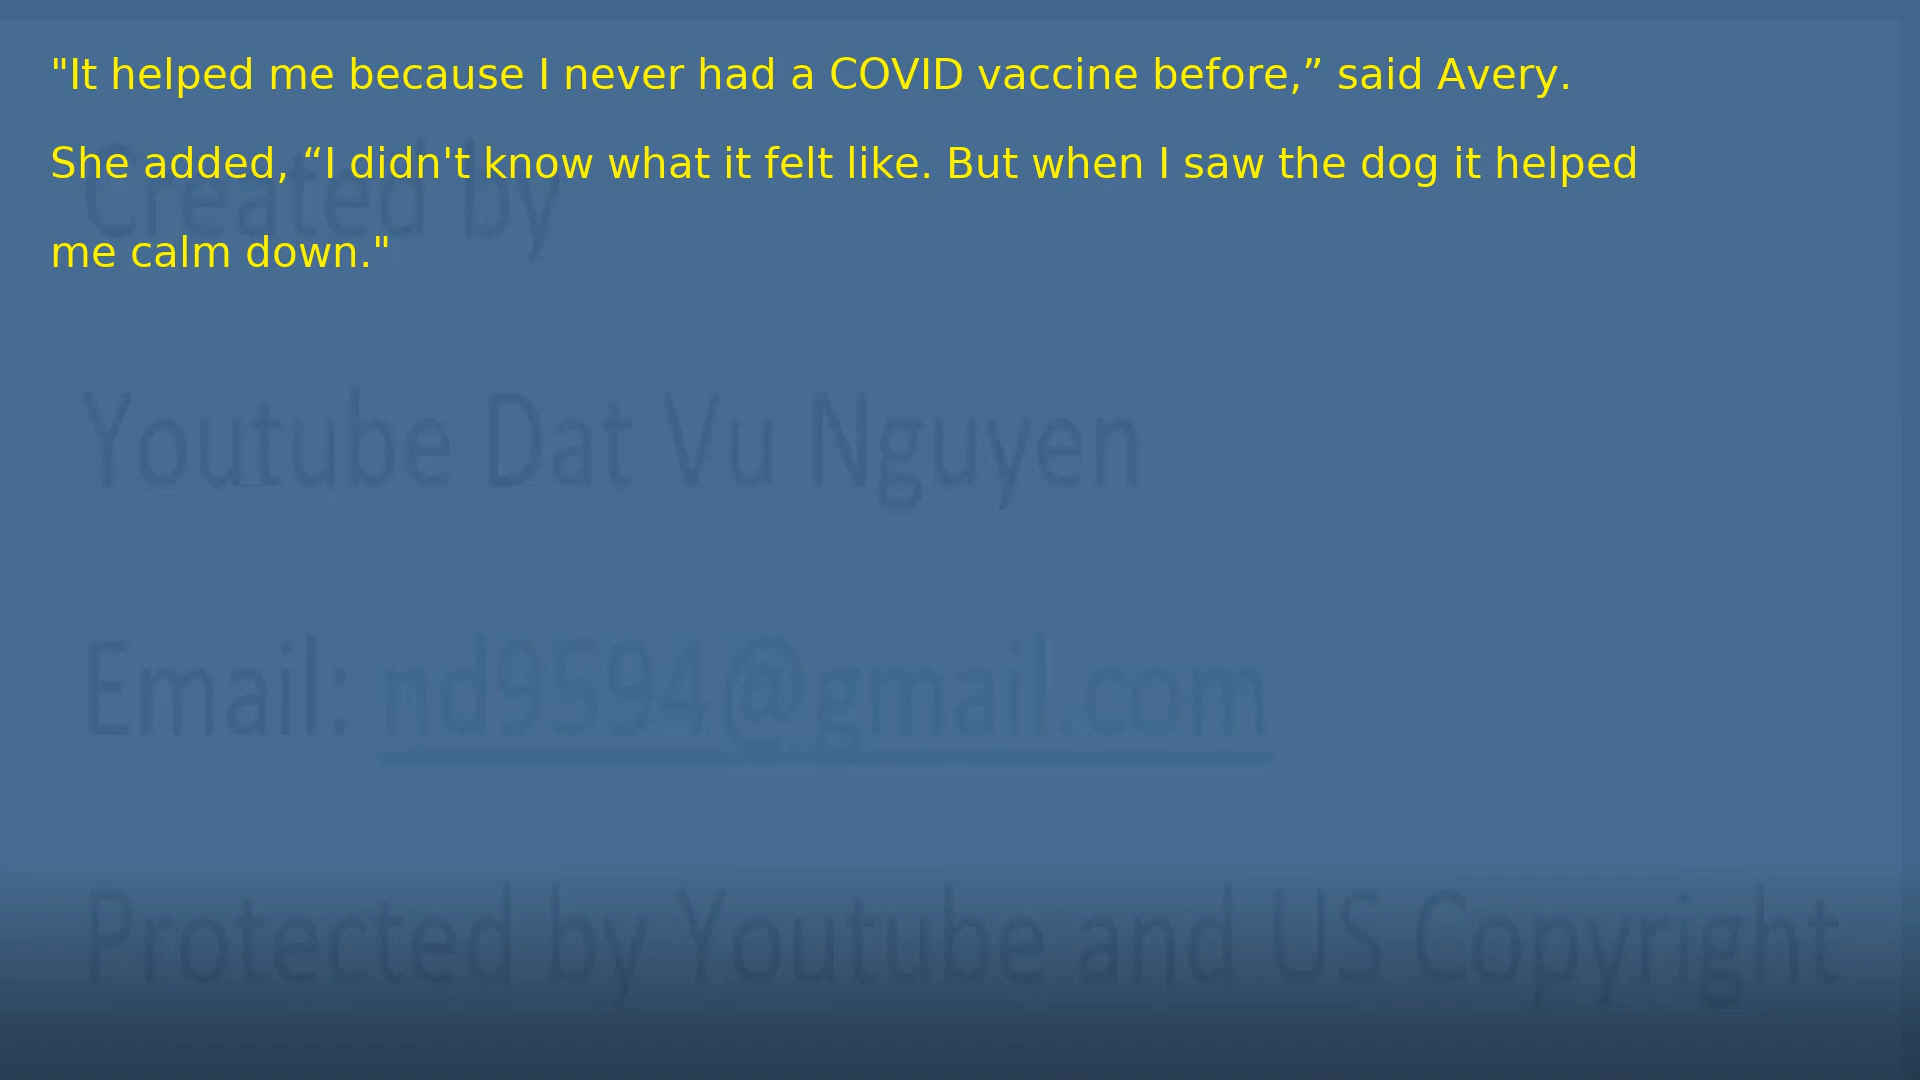 "It helped me because I never had a COVID vaccine before,” said Avery.
She added, “I didn't know what it felt like. But when I saw the dog it helped
me calm down."
Created by
Youtube Dat Vu Nguyen
Email: nd9594@gmail.com
Protected by Youtube and US Copyright